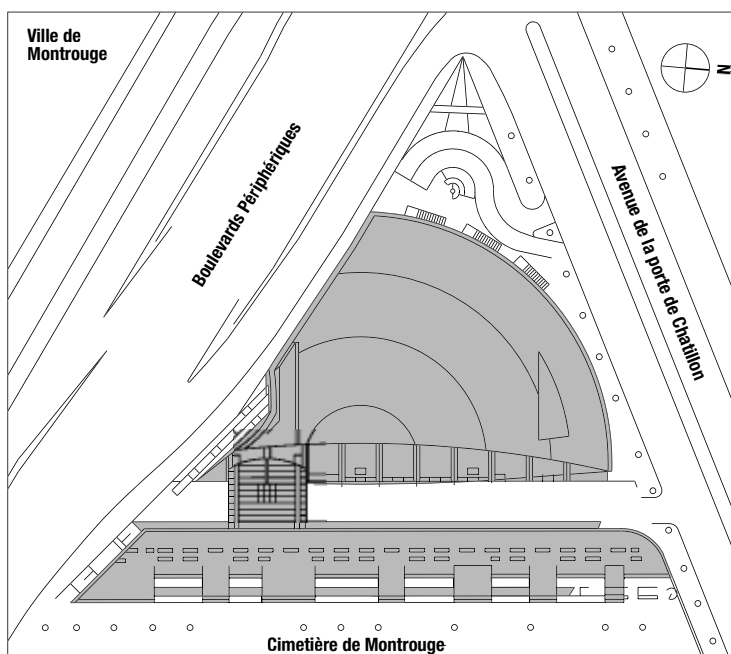 Ville de
Montrouge
N
Boulevards Périphériques
Avenue de la porte de Chatillon
Cimetière de Montrouge